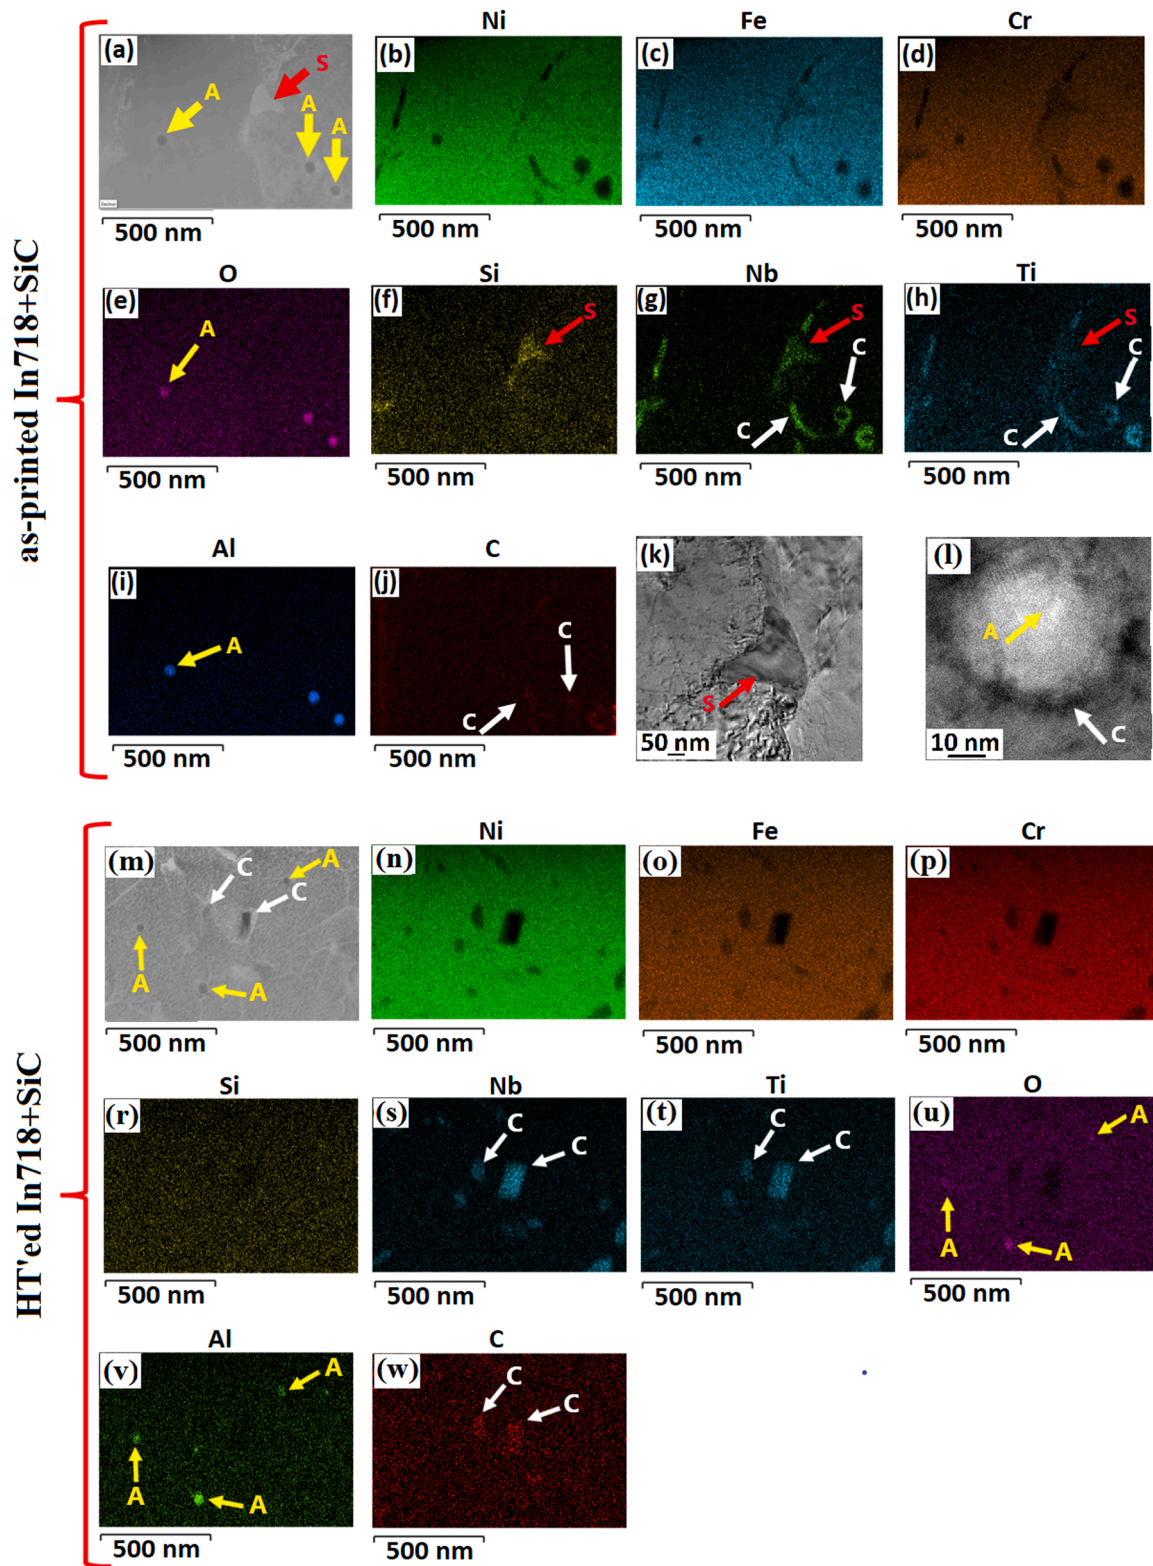 as-printed In718+SiC
Ni Fe Cr
(a) A S A A (b) (c) (d)
500 nm 500 nm 500 nm 500 nm
O Si Nb Ti
(e) A (f) S (g) S C C (h) S C C
500 nm 500 nm 500 nm 500 nm
Al C
(i) A (j) C C (k) S 50 nm (l) A C 10 nm
500 nm 500 nm
HT'ed In718+SiC
Ni Fe Cr
(m) C C A A A (n) (o) (p)
500 nm 500 nm 500 nm 500 nm
Si Nb Ti O
(r) (s) C C (t) C C (u) A A A
500 nm 500 nm 500 nm 500 nm
Al C
(v) A A A (w) C C
500 nm 500 nm